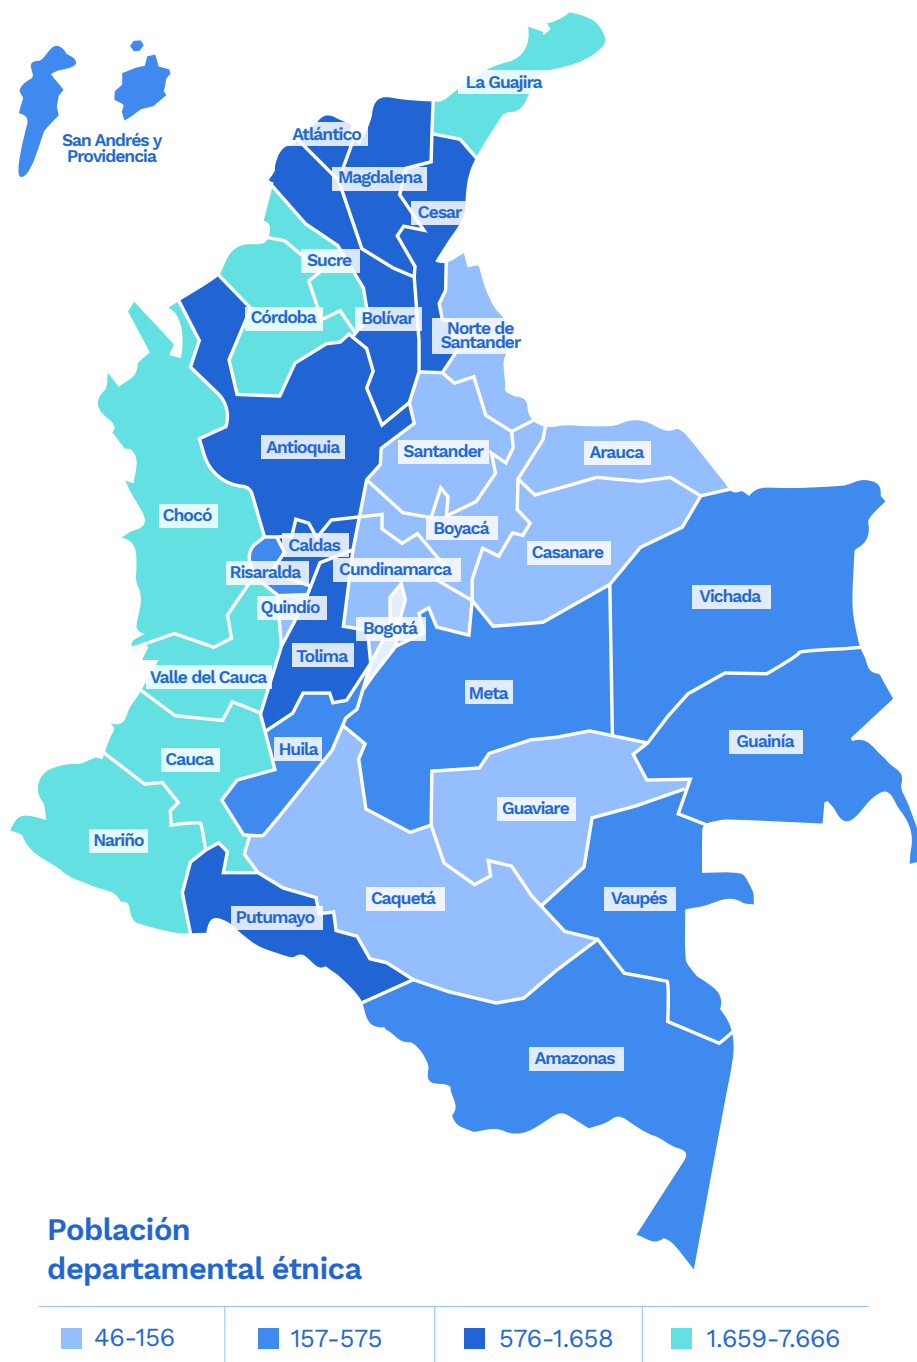 La Guajira
San Andrés y
Providencia
Atlántico
Magdalena
Cesar
Sucre
Córdoba
Bolívar
Norte de
Santander
Antioquia
Santander
Arauca
Chocó
Boyacá
Caldas
Casanare
Risaralda
Cundinamarca
Vichada
Quindío
Bogotá
Tolima
Valle del Cauca
Meta
Guainía
Huila
Cauca
Guaviare
Nariño
Caquetá
Vaupés
Putumayo
Amazonas
Población
departamental étnica
46-156
157-575
576-1.658
1.659-7.666